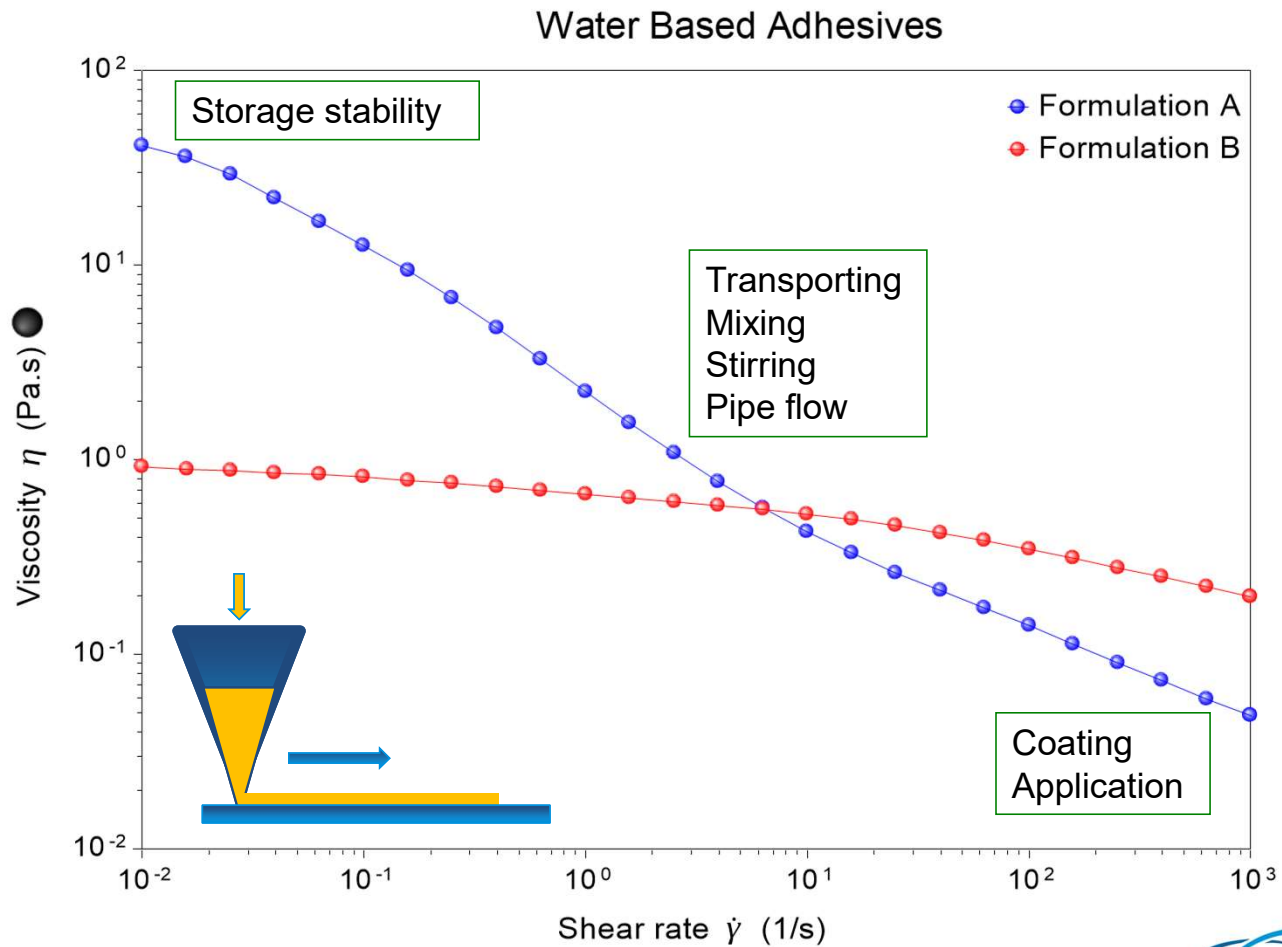 Water Based Adhesives
10²
Storage stability
Formulation A
Formulation B
10¹
Transporting
Mixing
Stirring
Pipe flow
Viscosity η (Pa.s)
10⁰
10⁻¹
Coating
Application
10⁻²
10⁻² 10⁻¹ 10⁰ 10¹ 10² 10³
Shear rate γ̇ (1/s)